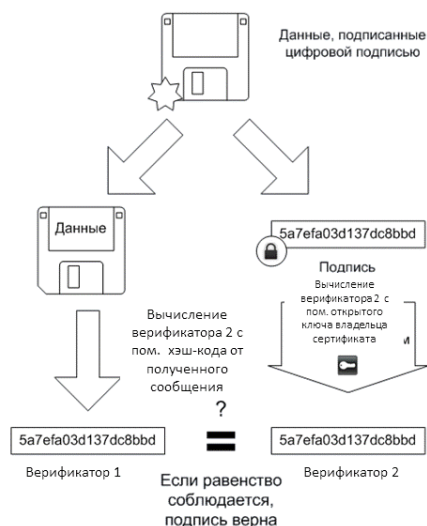 Данные, подписанные
цифровой подписью
Данные
5a7efa03d137dc8bbd
Подпись
Вычисление
верификатора 2 с
пом. открытого
ключа владельца
сертификата
и
Вычисление
верификатора 2 с
пом. хэш-кода от
полученного
сообщения
?
=
5a7efa03d137dc8bbd
5a7efa03d137dc8bbd
Верификатор 1
Верификатор 2
Если равенство
соблюдается,
подпись верна